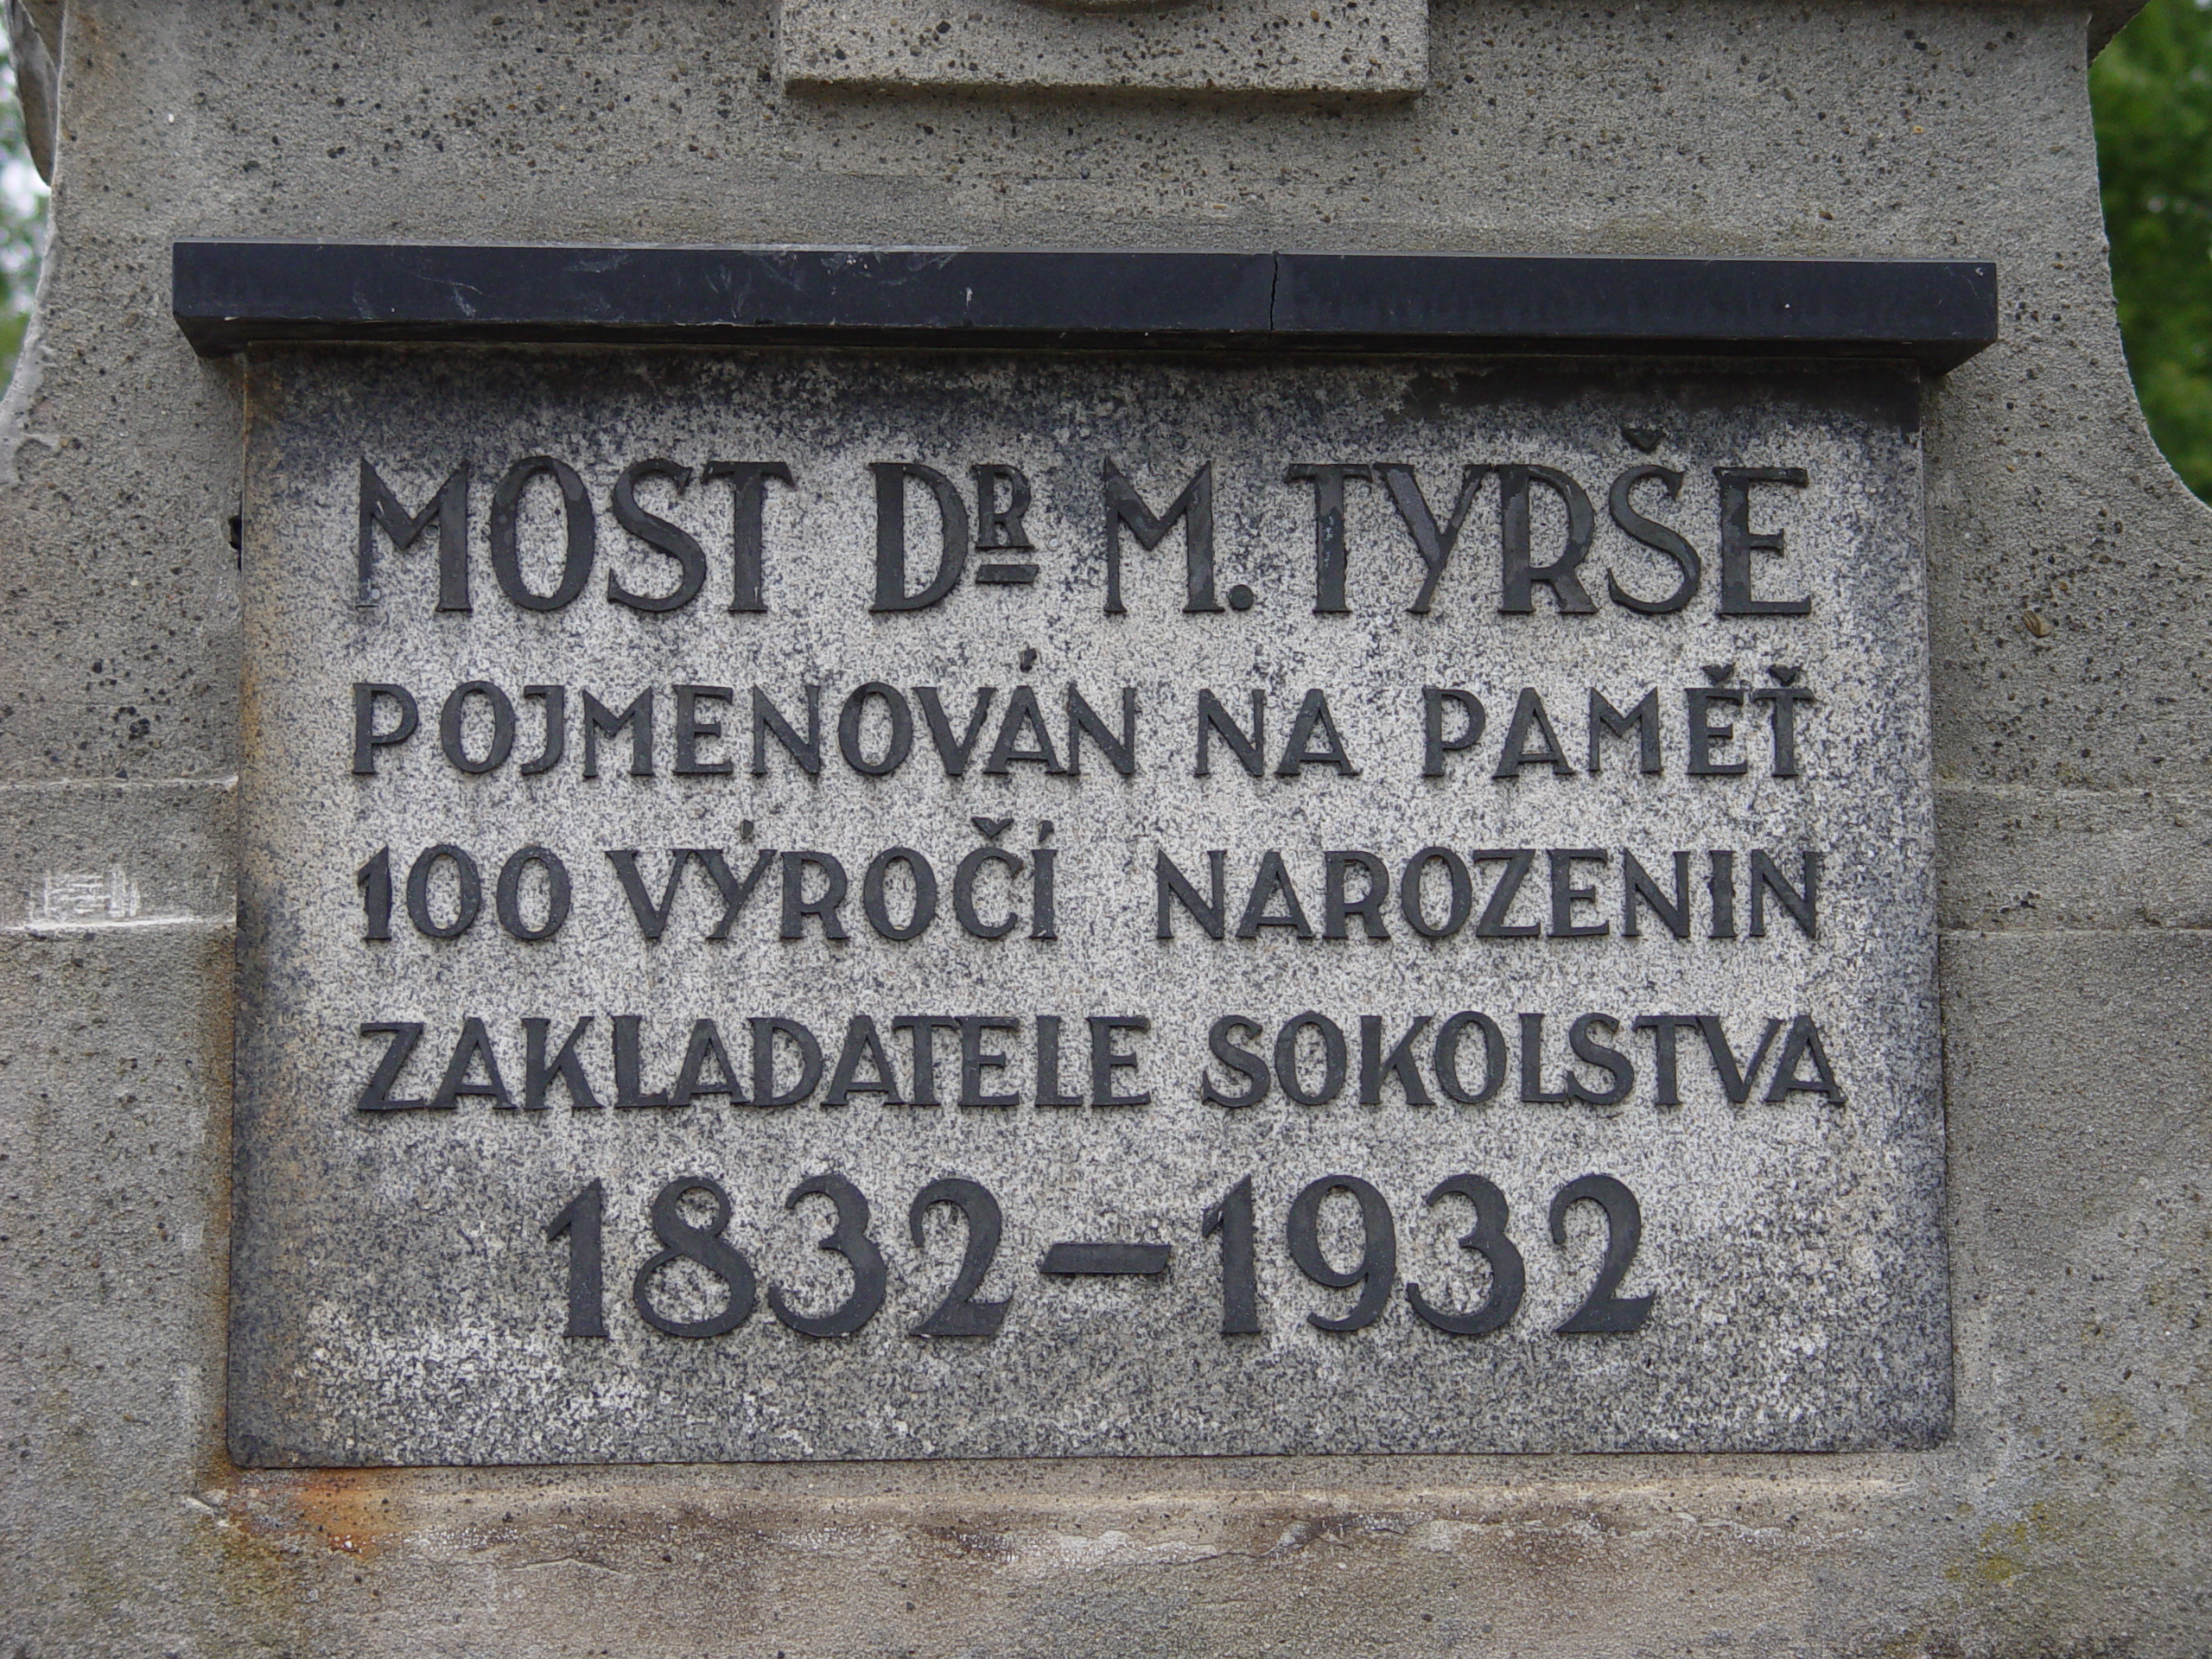 MOST DR M. TYRŠE
POJMENOVÁN NA PAMĚŤ
100 VÝROČÍ NAROZENIN
ZAKLADATELE SOKOLSTVA
1832-1932